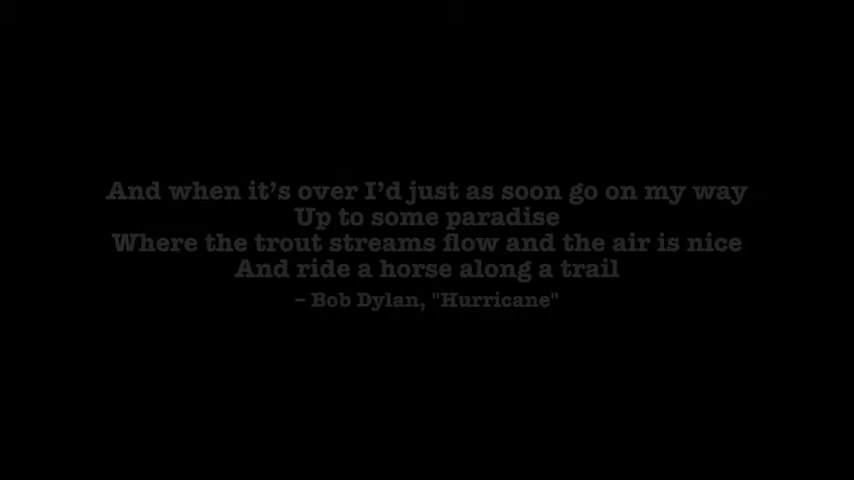 And when it’s over I’d just as soon go on my way
Up to some paradise
Where the trout streams flow and the air is nice
And ride a horse along a trail
– Bob Dylan, "Hurricane"